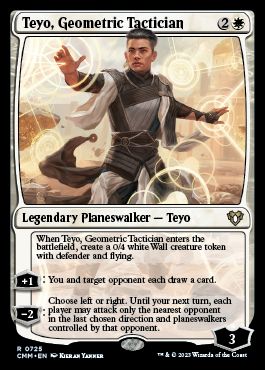 Teyo, Geometric Tactician 2
Legendary Planeswalker — Teyo
When Teyo, Geometric Tactician enters the
battlefield, create a 0/4 white Wall creature token
with defender and flying.
+1 : You and target opponent each draw a card.
Choose left or right. Until your next turn, each
−2 : player may attack only the nearest opponent
in the last chosen direction and planeswalkers
controlled by that opponent.
3
R 0725
CMM • EN Kieran Yanner
™ & © 2023 Wizards of the Coast